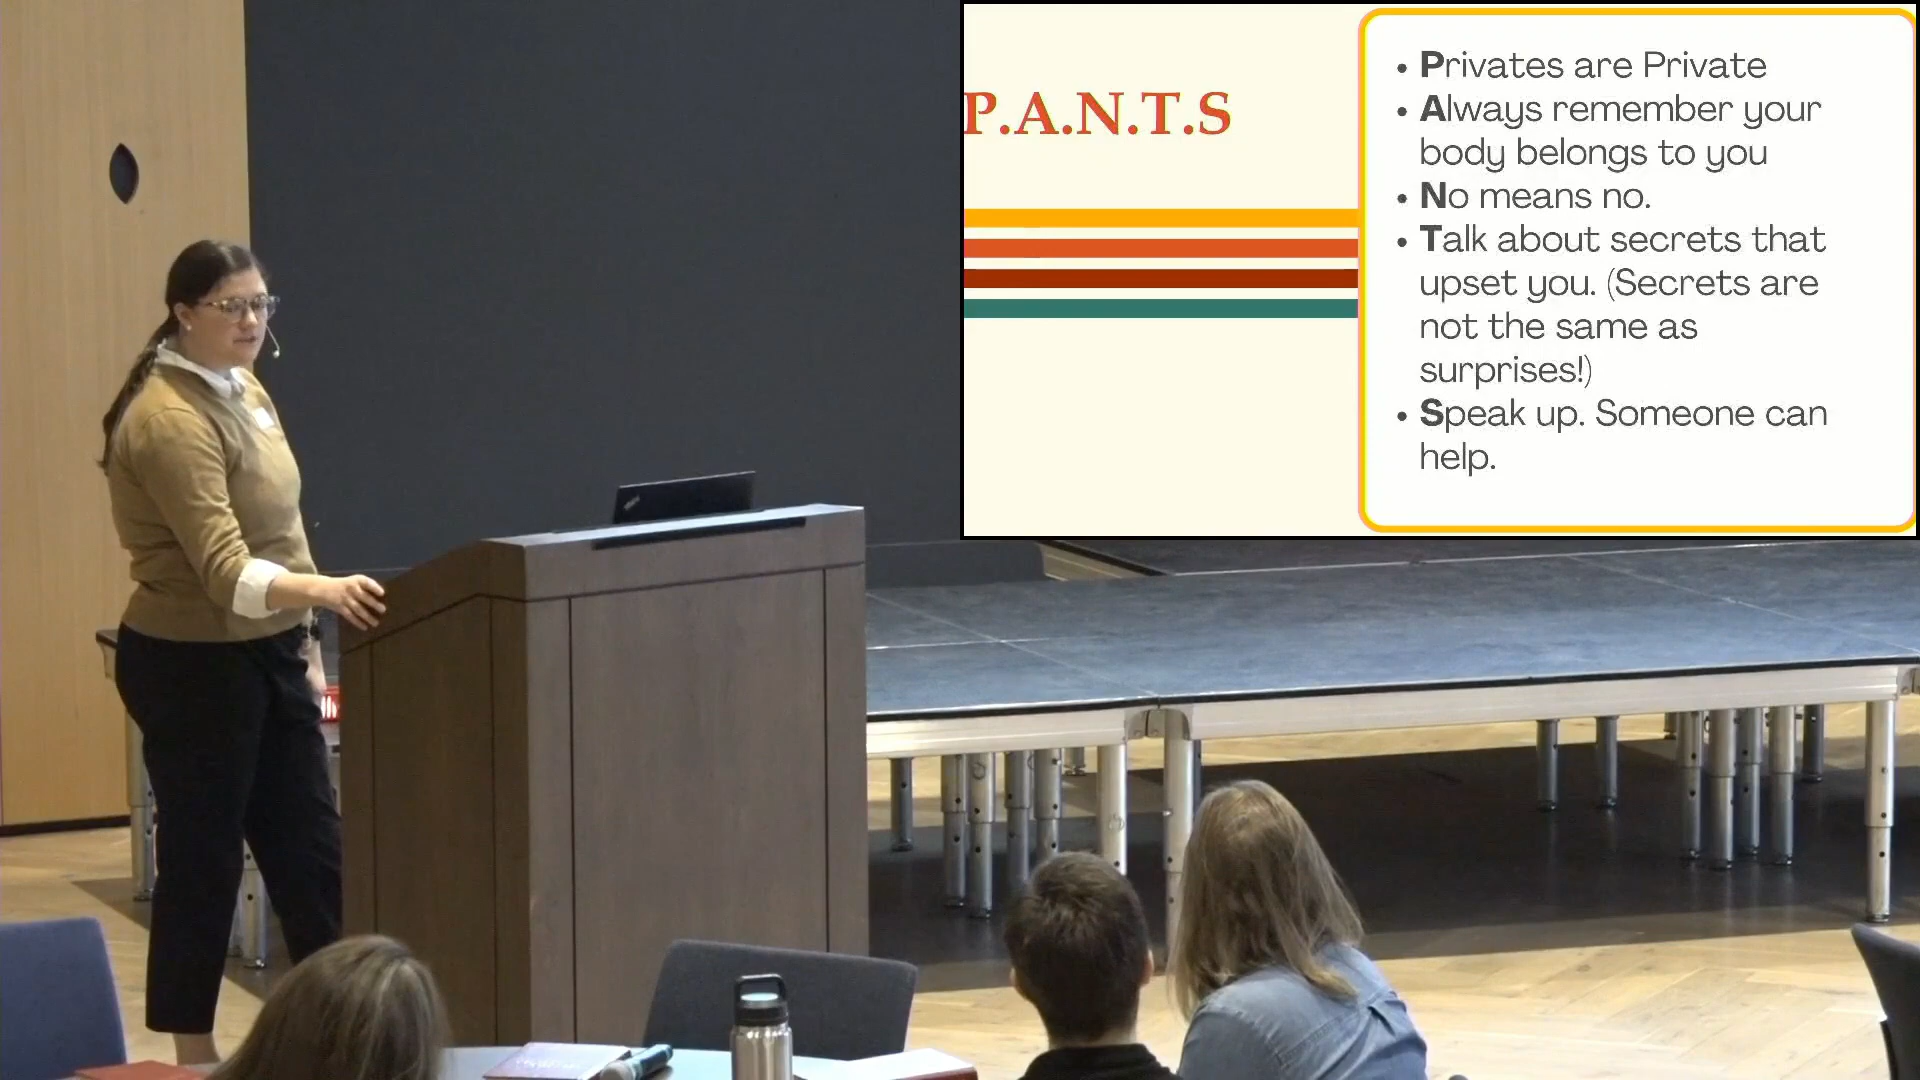 P.A.N.T.S
• Privates are Private
• Always remember your
body belongs to you
• No means no.
• Talk about secrets that
upset you. (Secrets are
not the same as
surprises!)
• Speak up. Someone can
help.